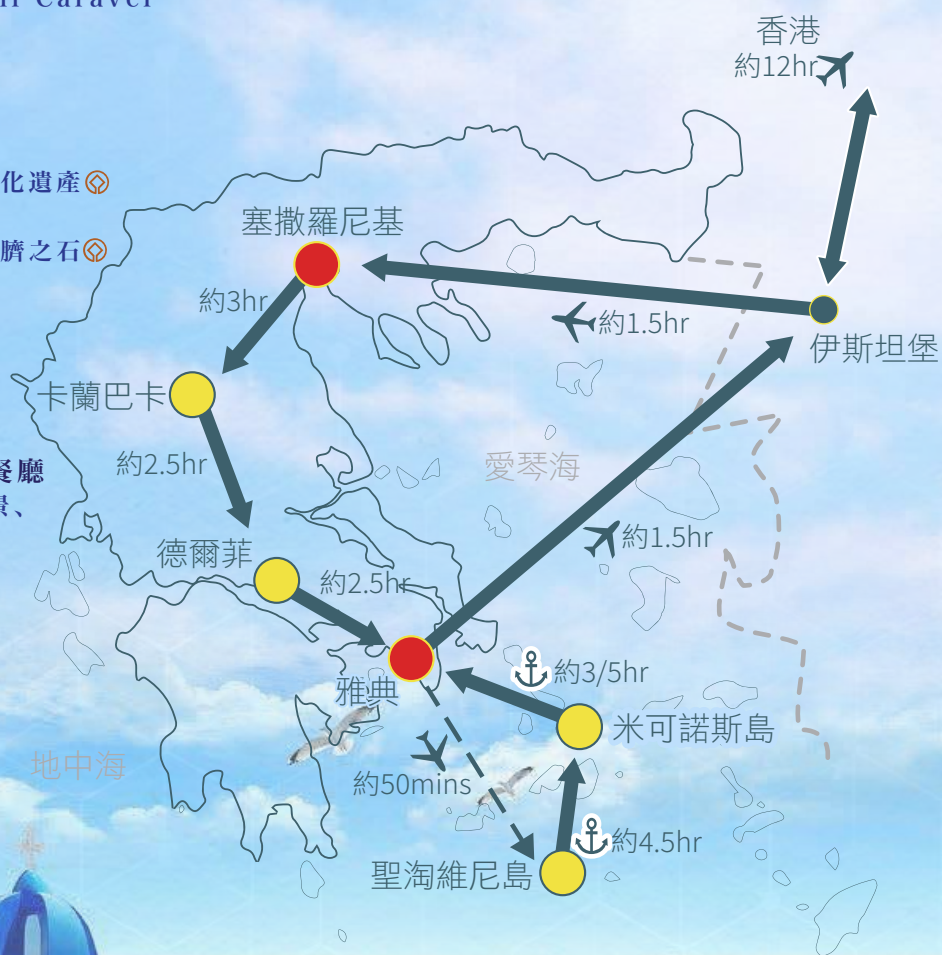 香港
約12hr
化遺產
臍之石
塞撒羅尼基
約3hr
約1.5hr
伊斯坦堡
卡蘭巴卡
約2.5hr
愛琴海
餐廳
景、
約1.5hr
德爾菲
約2.5hr
雅典
約3/5hr
米可諾斯島
地中海
約50mins
約4.5hr
聖淘維尼島